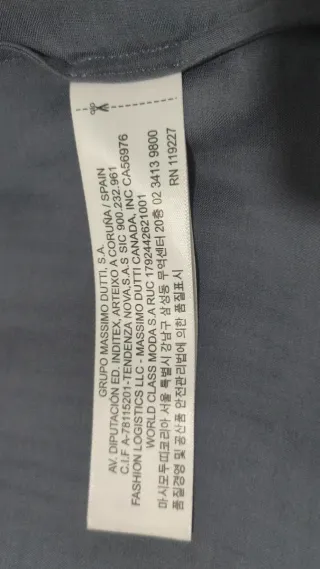 GRUPO MASSIMO DUTTI, S.A.
AV. DIPUTACIÓN ED. INDITEX, ARTEIXO A CORUÑA / SPAIN
C.I.F A-78115201-TENDENZA NOVA,S.A.S SIC 900.232.961
FASHION LOGISTICS LLC - MASSIMO DUTTI CANADA, INC CA56976
WORLD CLASS MODA S.A RUC 1792442621001
마시모두띠코리아 서울 특별시 강남구 삼성동 무역센터 20층 02 3413 9800
품질경영 및 공산품 안전관리법에 의한 품질표시
RN 119227